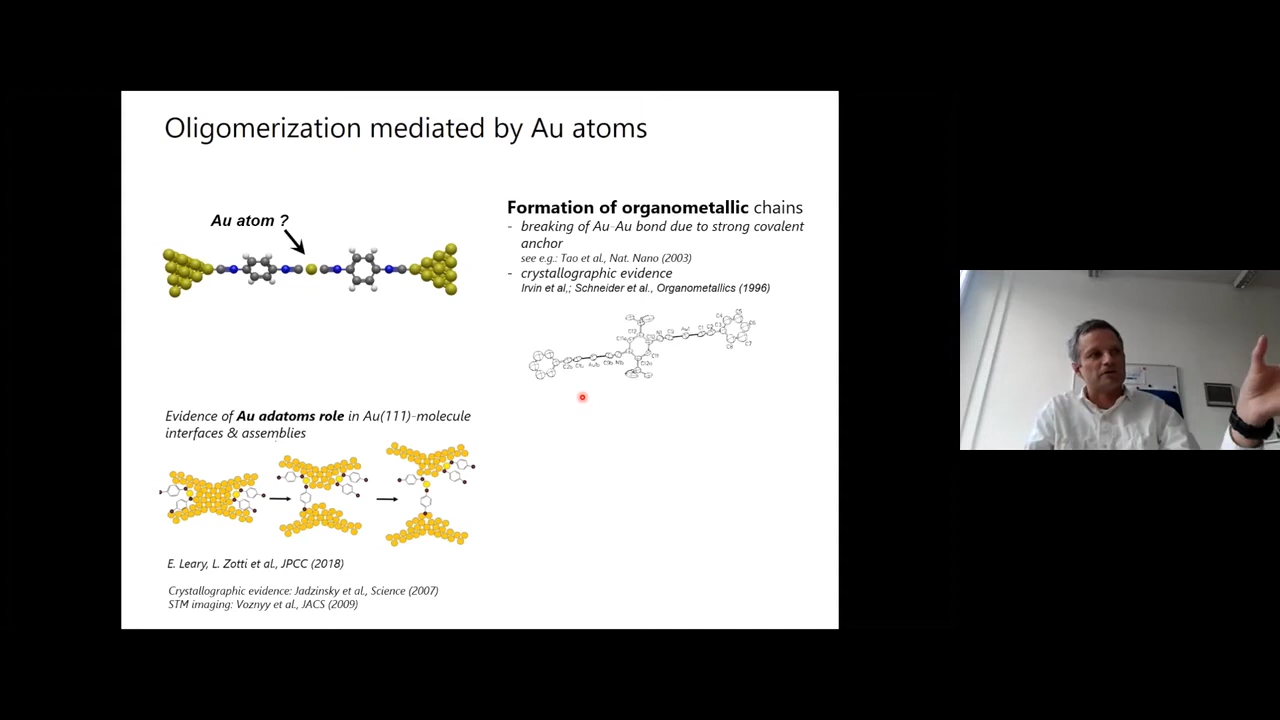 Oligomerization mediated by Au atoms
Au atom ?
Formation of organometallic chains
- breaking of Au-Au bond due to strong covalent
anchor
see e.g.: Tao et al., Nat. Nano (2003)
- crystallographic evidence
Irvin et al,; Schneider et al., Organometallics (1996)
Evidence of Au adatoms role in Au(111)-molecule
interfaces & assemblies
E. Leary, L. Zotti et al., JPCC (2018)
Crystallographic evidence: Jadzinsky et al., Science (2007)
STM imaging: Voznyy et al., JACS (2009)